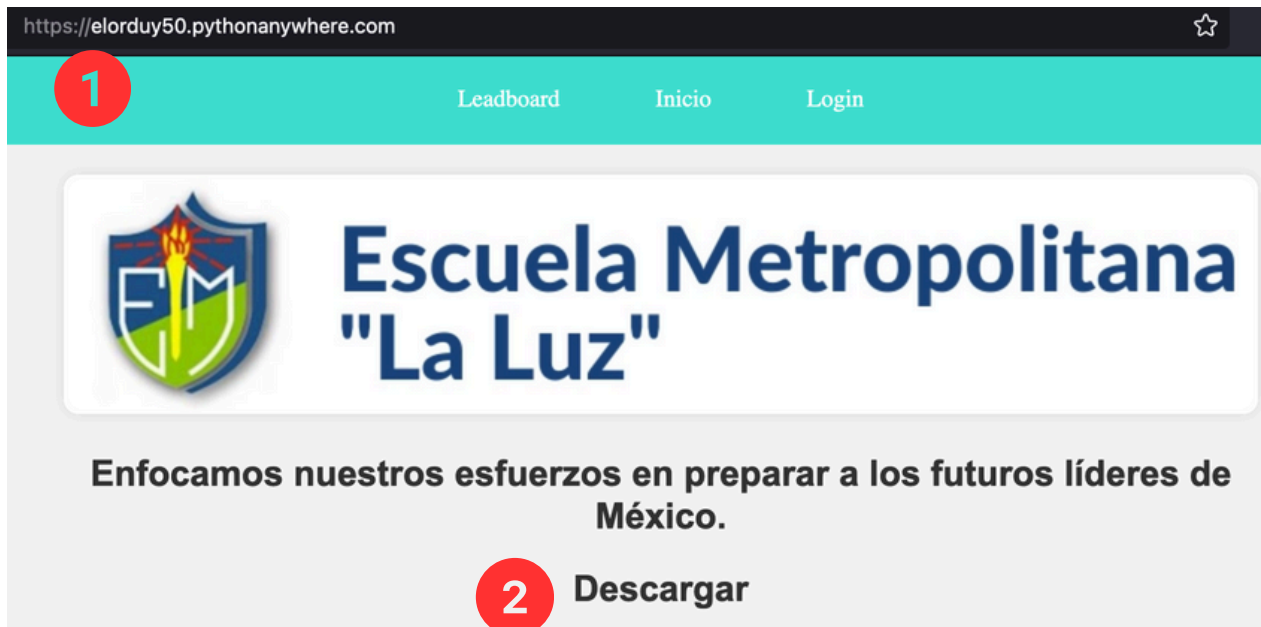 https://elorduy50.pythonanywhere.com
1
Leadboard Inicio Login
EM
Escuela Metropolitana
"La Luz"
Enfocamos nuestros esfuerzos en preparar a los futuros líderes de
México.
2 Descargar